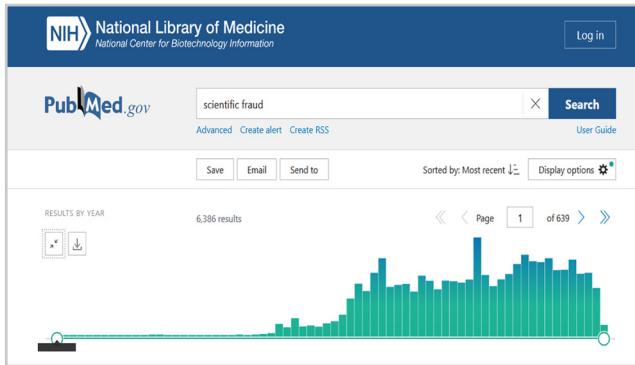 NIH National Library of Medicine
National Center for Biotechnology Information
Log in
PubMed.gov
scientific fraud
Search
Advanced Create alert Create RSS
User Guide
Save Email Send to
Sorted by: Most recent
Display options
RESULTS BY YEAR
6,386 results
Page 1 of 639